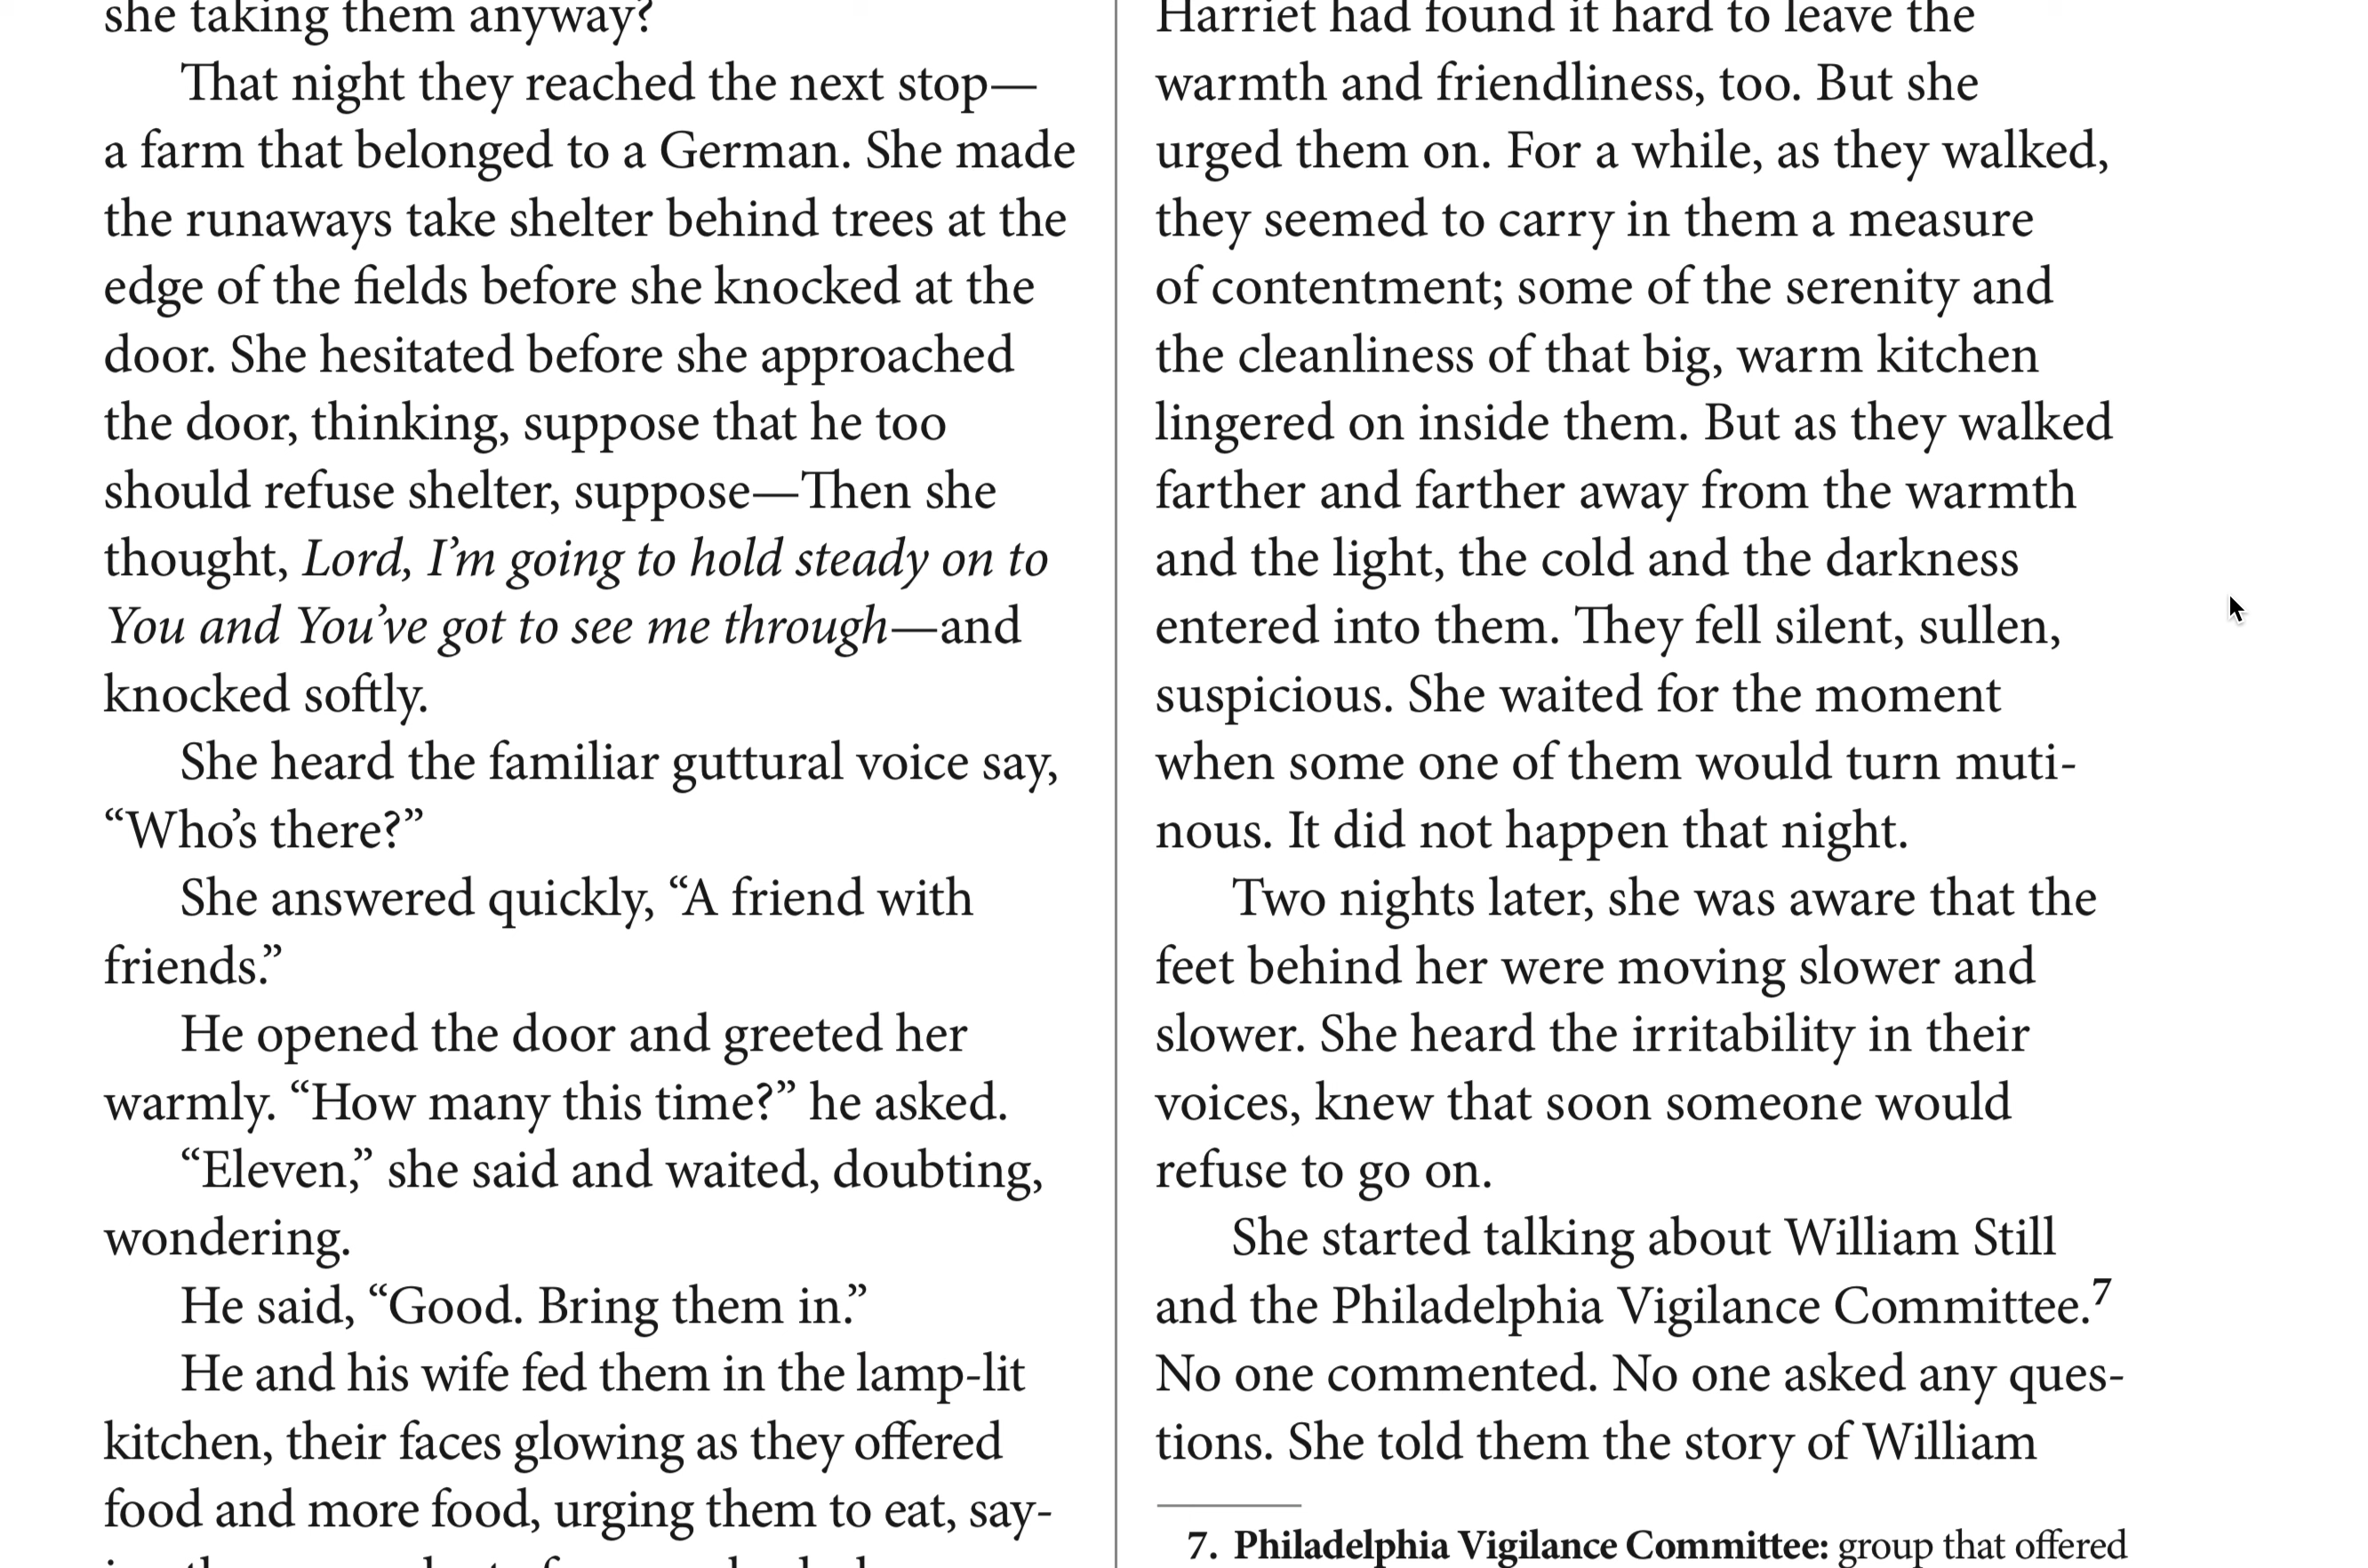 she taking them anyway?
That night they reached the next stop—
a farm that belonged to a German. She made
the runaways take shelter behind trees at the
edge of the fields before she knocked at the
door. She hesitated before she approached
the door, thinking, suppose that he too
should refuse shelter, suppose—Then she
thought, Lord, I’m going to hold steady on to
You and You’ve got to see me through—and
knocked softly.
She heard the familiar guttural voice say,
“Who’s there?”
She answered quickly, “A friend with
friends.”
He opened the door and greeted her
warmly. “How many this time?” he asked.
“Eleven,” she said and waited, doubting,
wondering.
He said, “Good. Bring them in.”
He and his wife fed them in the lamp-lit
kitchen, their faces glowing as they offered
food and more food, urging them to eat, say-
Harriet had found it hard to leave the
warmth and friendliness, too. But she
urged them on. For a while, as they walked,
they seemed to carry in them a measure
of contentment; some of the serenity and
the cleanliness of that big, warm kitchen
lingered on inside them. But as they walked
farther and farther away from the warmth
and the light, the cold and the darkness
entered into them. They fell silent, sullen,
suspicious. She waited for the moment
when some one of them would turn muti-
nous. It did not happen that night.
Two nights later, she was aware that the
feet behind her were moving slower and
slower. She heard the irritability in their
voices, knew that soon someone would
refuse to go on.
She started talking about William Still
and the Philadelphia Vigilance Committee.7
No one commented. No one asked any ques-
tions. She told them the story of William
7. Philadelphia Vigilance Committee: group that offered